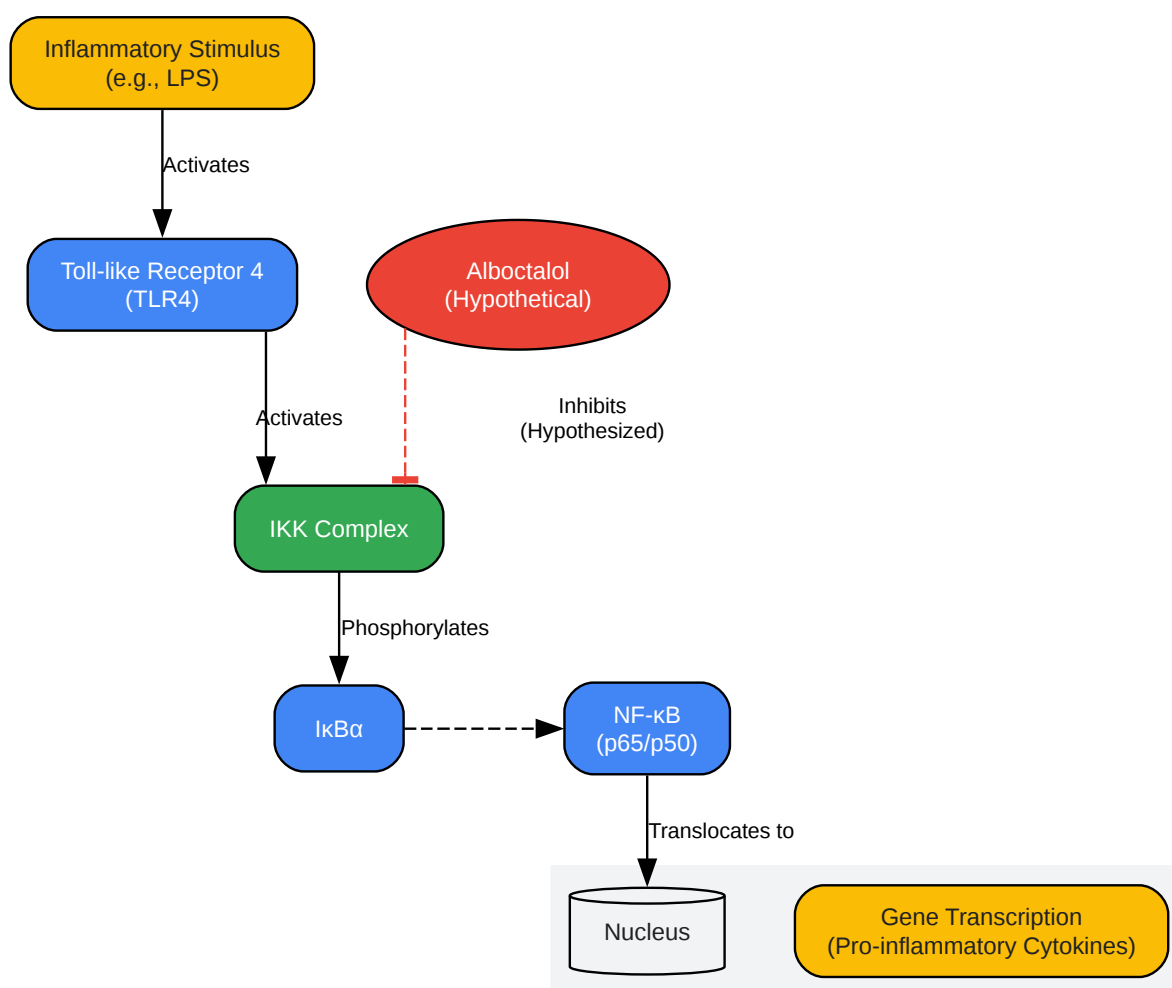 Inflammatory Stimulus
(e.g., LPS)
Activates
Toll-like Receptor 4
(TLR4)
Alboctalol
(Hypothetical)
Activates
Inhibits
(Hypothesized)
IKK Complex
Phosphorylates
IκBα
NF-κB
(p65/p50)
Translocates to
Nucleus
Gene Transcription
(Pro-inflammatory Cytokines)